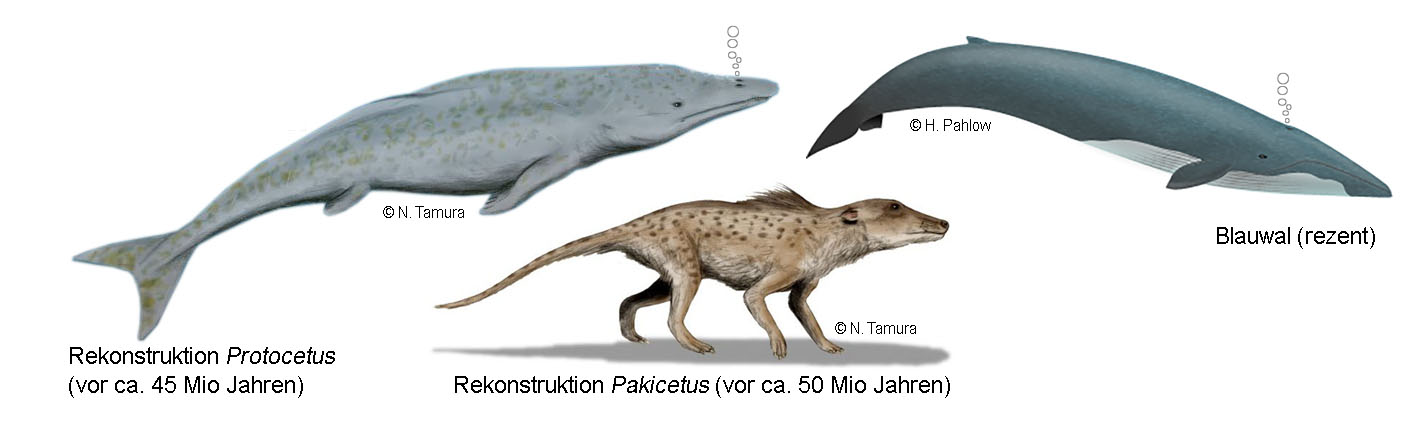 © H. Pahlow
© N. Tamura
Blauwal (rezent)
© N. Tamura
Rekonstruktion Protocetus
(vor ca. 45 Mio Jahren)
Rekonstruktion Pakicetus (vor ca. 50 Mio Jahren)